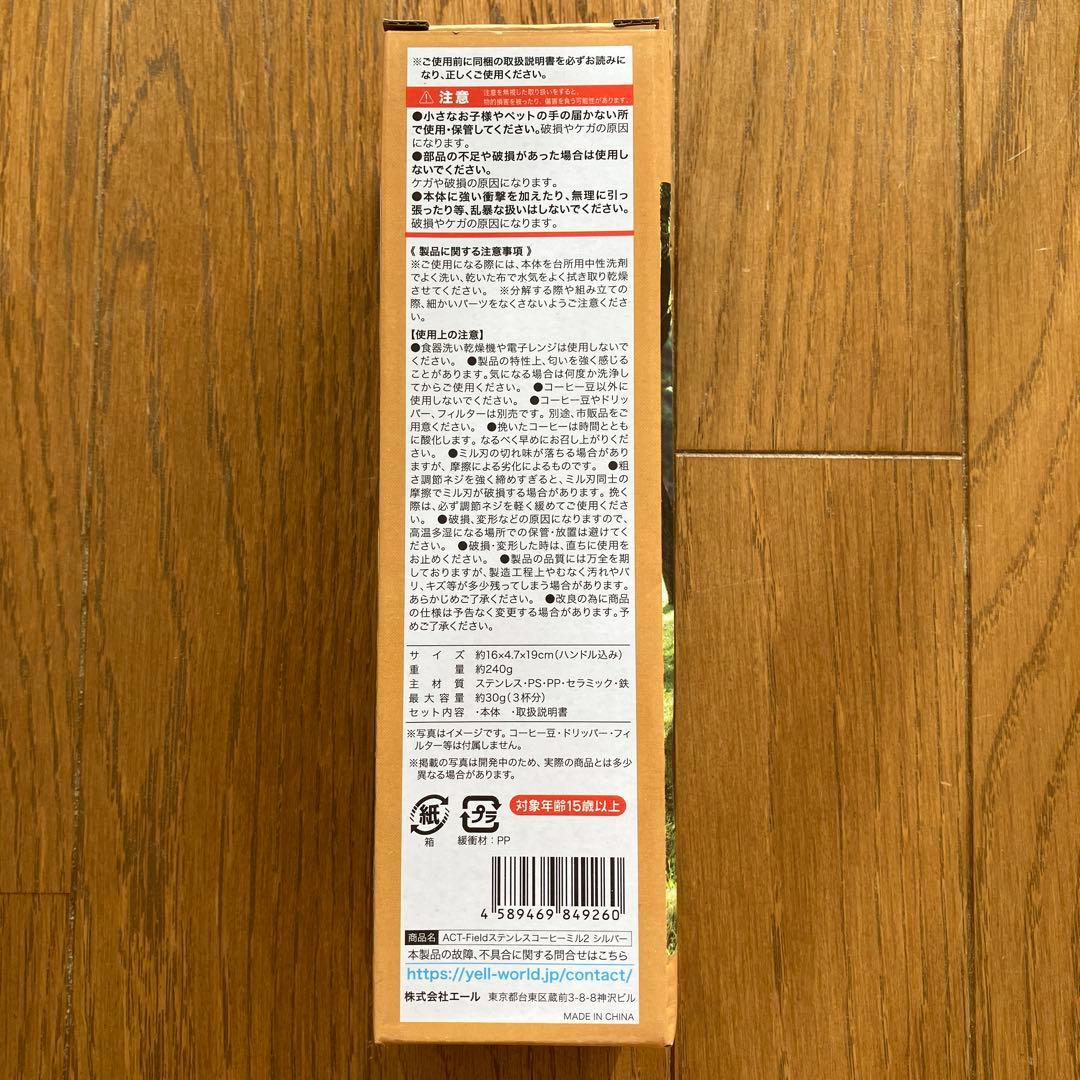 ※ご使用前に同梱の取扱説明書を必ずお読みに
なり、正しくご使用ください。
⚠ 注意 注意を無視した取り扱いをすると、
物的損害を被ったり、傷害を負う可能性があります。
●小さなお子様やペットの手の届かない所
で使用・保管してください。破損やケガの原因
になります。
●部品の不足や破損があった場合は使用し
ないでください。
ケガや破損の原因になります。
●本体に強い衝撃を加えたり、無理に引っ
張ったり等、乱暴な扱いはしないでください。
破損やケガの原因になります。
《 製品に関する注意事項 》
※ご使用になる際には、本体を台所用中性洗剤
でよく洗い、乾いた布で水気をよく拭き取り乾燥
させてください。 ※分解する際や組み立ての
際、細かいパーツをなくさないようご注意くださ
い。
【使用上の注意】
●食器洗い乾燥機や電子レンジは使用しないで
ください。 ●製品の特性上、匂いを強く感じる
ことがあります。気になる場合は何度か洗浄し
てからご使用ください。 ●コーヒー豆以外に
使用しないでください。 ●コーヒー豆やドリッ
パー、フィルターは別売です。別途、市販品をご
用意ください。 ●挽いたコーヒーは時間ととも
に酸化します。なるべく早めにお召し上がりくだ
さい。 ●ミル刃の切れ味が落ちる場合があり
ますが、摩擦による劣化によるものです。 ●粗
さ調節ネジを強く締めすぎると、ミル刃同士の
摩擦でミル刃が破損する場合があります。挽く
際は、必ず調節ネジを軽く緩めてご使用くださ
い。 ●破損、変形などの原因になりますので、
高温多湿になる場所での保管・放置は避けてく
ださい。 ●破損・変形した時は、直ちに使用を
お止めください。 ●製品の品質には万全を期
しておりますが、製造工程上やむなく汚れやバ
リ、キズ等が多少残ってしまう場合があります。
あらかじめご了承ください。 ●改良の為に商品
の仕様は予告なく変更する場合があります。予
めご了承ください。
サイズ 約16×4.7×19cm(ハンドル込み)
重量 約240g
主材質 ステンレス・PS・PP・セラミック・鉄
最大容量 約30g(3杯分)
セット内容 ・本体 ・取扱説明書
※写真はイメージです。コーヒー豆・ドリッパー・フィ
ルター等は付属しません。
※掲載の写真は開発中のため、実際の商品とは多少
異なる場合があります。
紙 プラ 対象年齢15歳以上
箱 緩衝材：PP
4 589469 849260
商品名 ACT-Fieldステンレスコーヒーミル2 シルバー
本製品の故障、不具合に関する問合せはこちら
https://yell-world.jp/contact/
株式会社エール 東京都台東区蔵前3-8-8神沢ビル
MADE IN CHINA